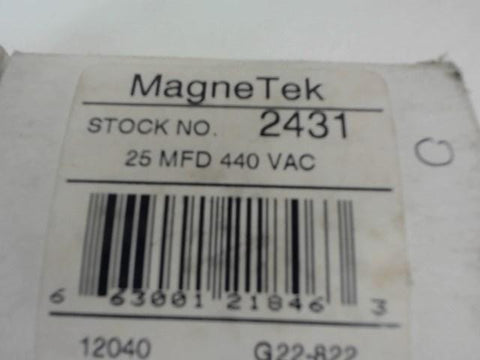 MagneTek
STOCK NO. 2431
25 MFD 440 VAC
6 63001 21846 3
12040 G22-822